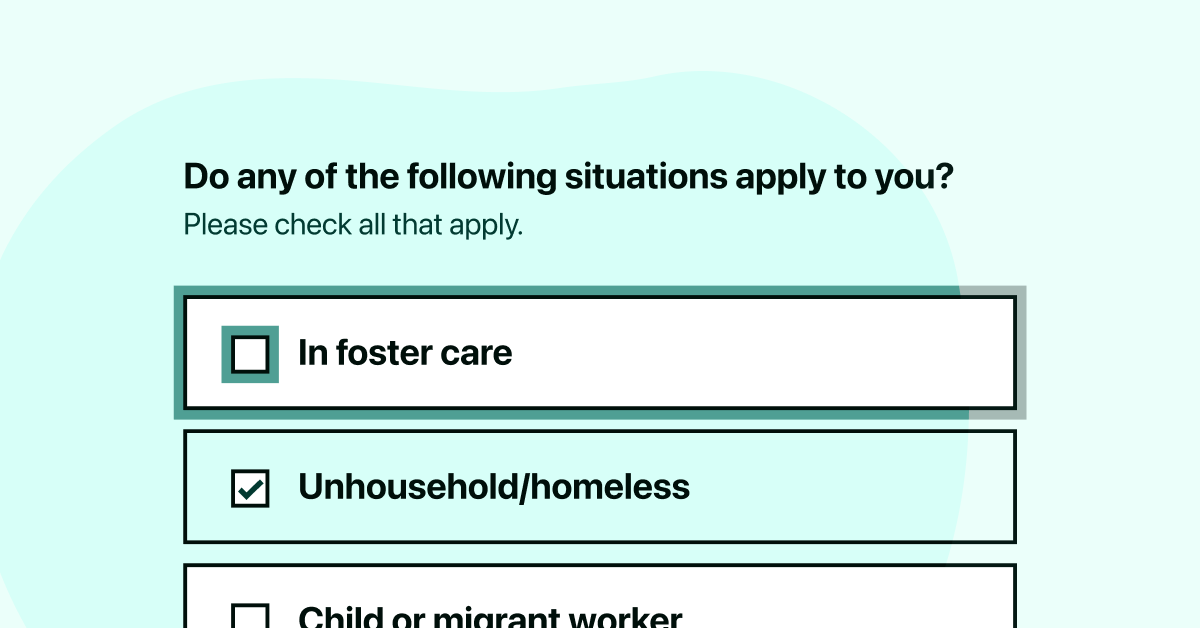 Do any of the following situations apply to you?
Please check all that apply.
In foster care
Unhousehold/homeless
Child or migrant worker